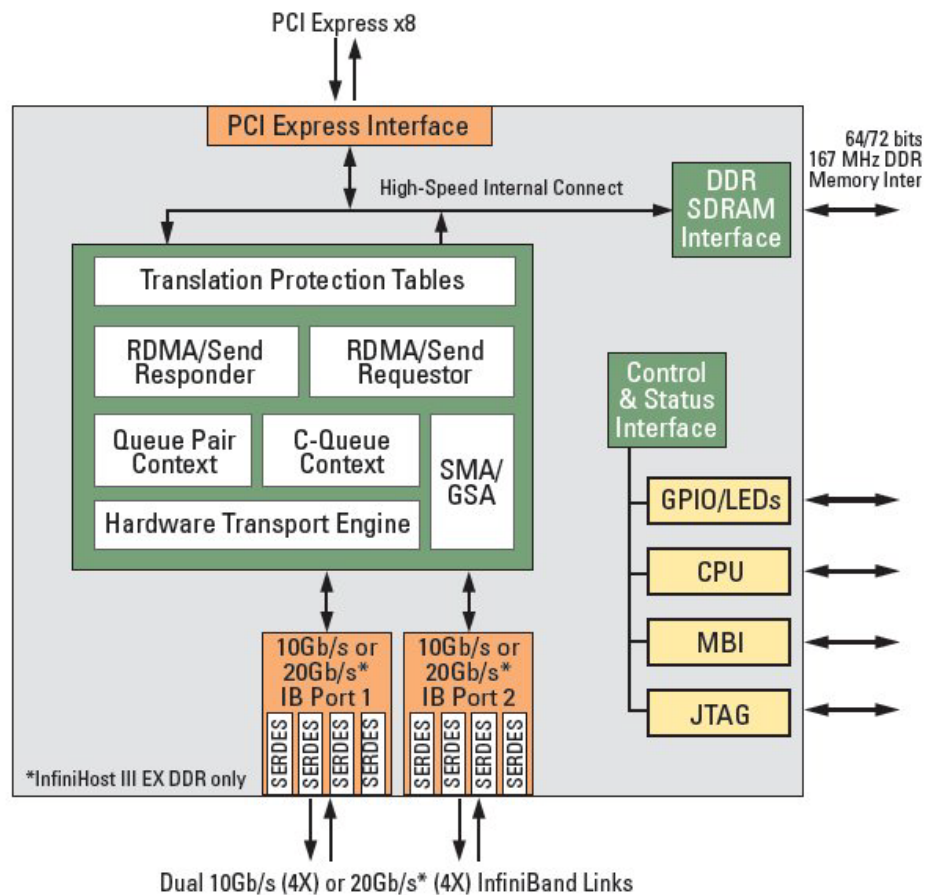 PCI Express x8
PCI Express Interface
64/72 bits
167 MHz DDR
Memory Inter
High-Speed Internal Connect
DDR
SDRAM
Interface
Translation Protection Tables
RDMA/Send
Responder
RDMA/Send
Requestor
Control
& Status
Interface
Queue Pair
Context
C-Queue
Context
SMA/
GSA
Hardware Transport Engine
GPIO/LEDs
CPU
MBI
JTAG
10Gb/s or
20Gb/s*
IB Port 1
SERDES
SERDES
SERDES
SERDES
10Gb/s or
20Gb/s*
IB Port 2
SERDES
SERDES
SERDES
SERDES
*InfiniHost III EX DDR only
Dual 10Gb/s (4X) or 20Gb/s* (4X) InfiniBand Links